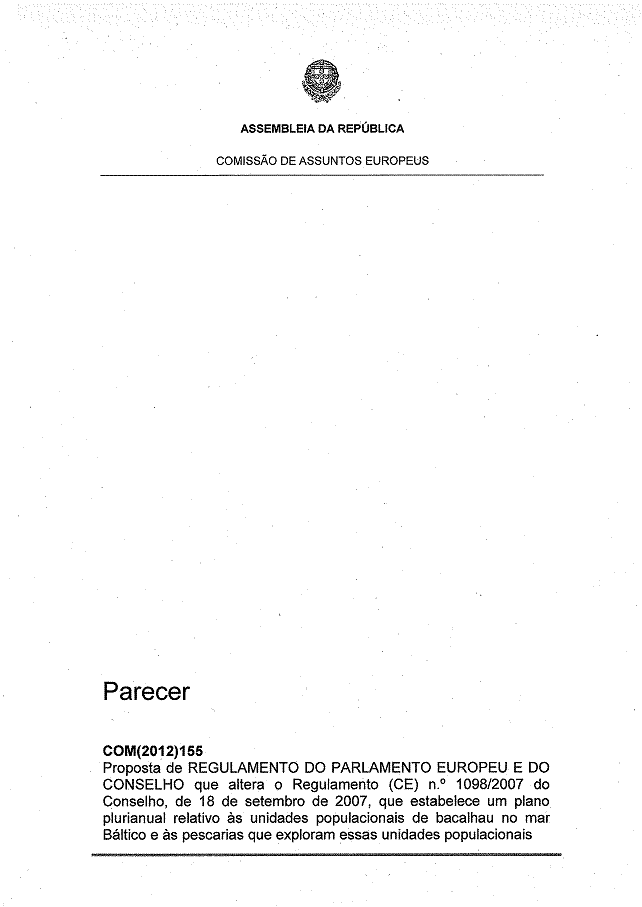 ASSEMBLEIA DA REPÚBLICA
COMISSÃO DE ASSUNTOS EUROPEUS
Parecer
COM(2012)155
Proposta de REGULAMENTO DO PARLAMENTO EUROPEU E DO
CONSELHO que altera o Regulamento (CE) n.º 1098/2007 do
Conselho, de 18 de setembro de 2007, que estabelece um plano
plurianual relativo às unidades populacionais de bacalhau no mar
Báltico e às pescarias que exploram essas unidades populacionais